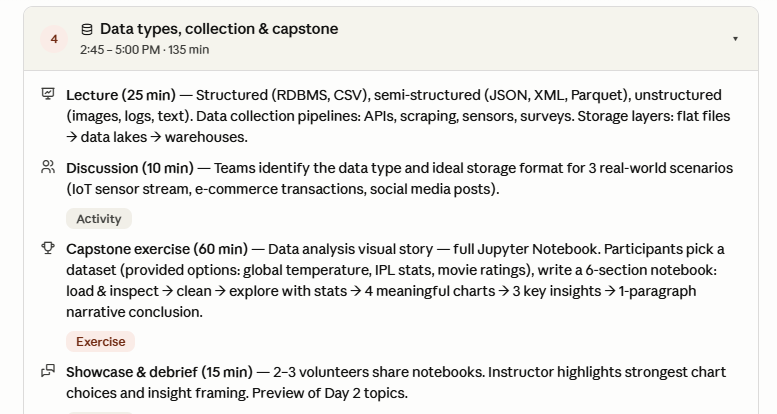 4
Data types, collection & capstone
2:45 – 5:00 PM · 135 min
Lecture (25 min) — Structured (RDBMS, CSV), semi-structured (JSON, XML, Parquet), unstructured
(images, logs, text). Data collection pipelines: APIs, scraping, sensors, surveys. Storage layers: flat files
→ data lakes → warehouses.
Discussion (10 min) — Teams identify the data type and ideal storage format for 3 real-world scenarios
(IoT sensor stream, e-commerce transactions, social media posts).
Activity
Capstone exercise (60 min) — Data analysis visual story — full Jupyter Notebook. Participants pick a
dataset (provided options: global temperature, IPL stats, movie ratings), write a 6-section notebook:
load & inspect → clean → explore with stats → 4 meaningful charts → 3 key insights → 1-paragraph
narrative conclusion.
Exercise
Showcase & debrief (15 min) — 2–3 volunteers share notebooks. Instructor highlights strongest chart
choices and insight framing. Preview of Day 2 topics.